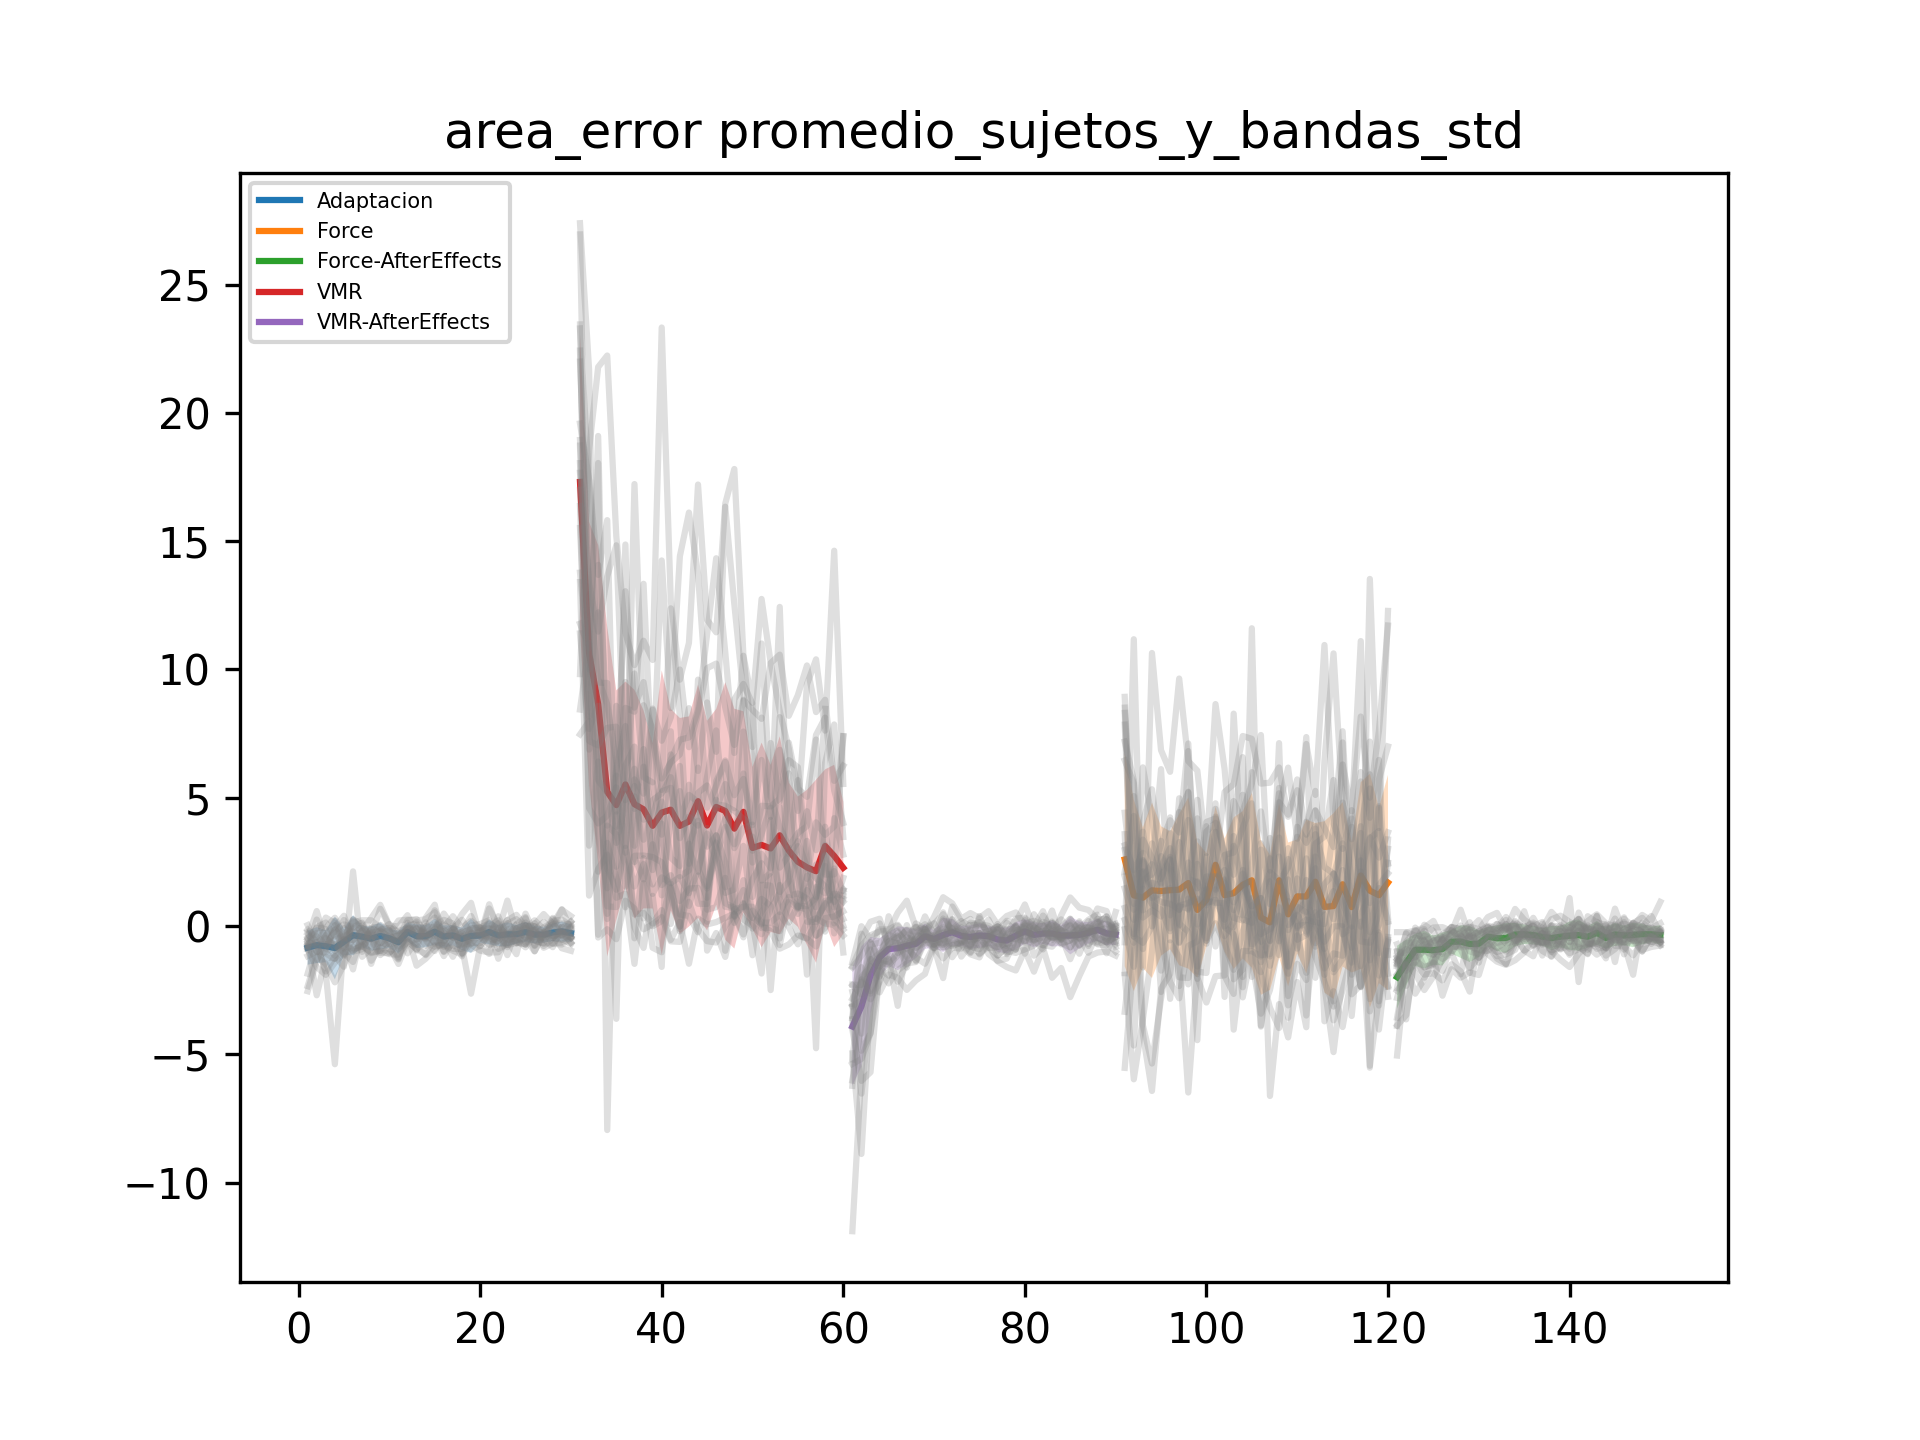 area_error promedio_sujetos_y_bandas_std
Adaptacion
Force
Force-AfterEffects
VMR
VMR-AfterEffects
25
20
15
10
5
0
−5
−10
0 20 40 60 80 100 120 140